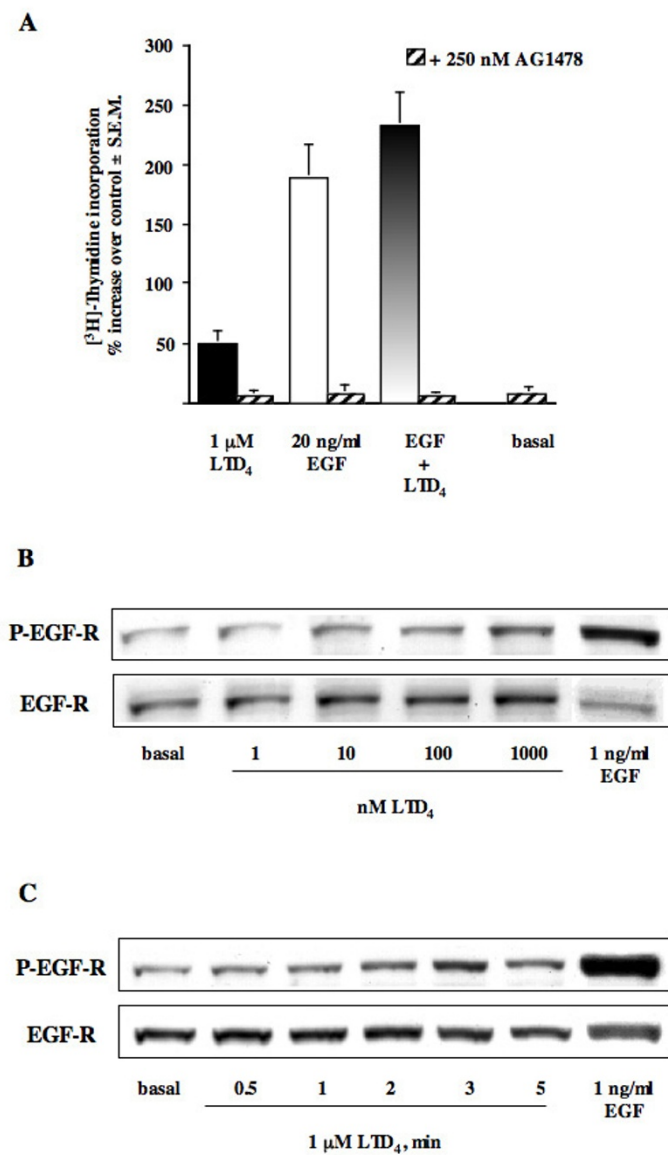 A
300
250
200
150
100
50
[³H]-Thymidine incorporation
% increase over control ± S.E.M.
+ 250 nM AG1478
1 µM
LTD₄
20 ng/ml
EGF
EGF
+
LTD₄
basal
B
P-EGF-R
EGF-R
basal
1
10
100
1000
1 ng/ml
EGF
nM LTD₄
C
P-EGF-R
EGF-R
basal
0.5
1
2
3
5
1 ng/ml
EGF
1 µM LTD₄, min